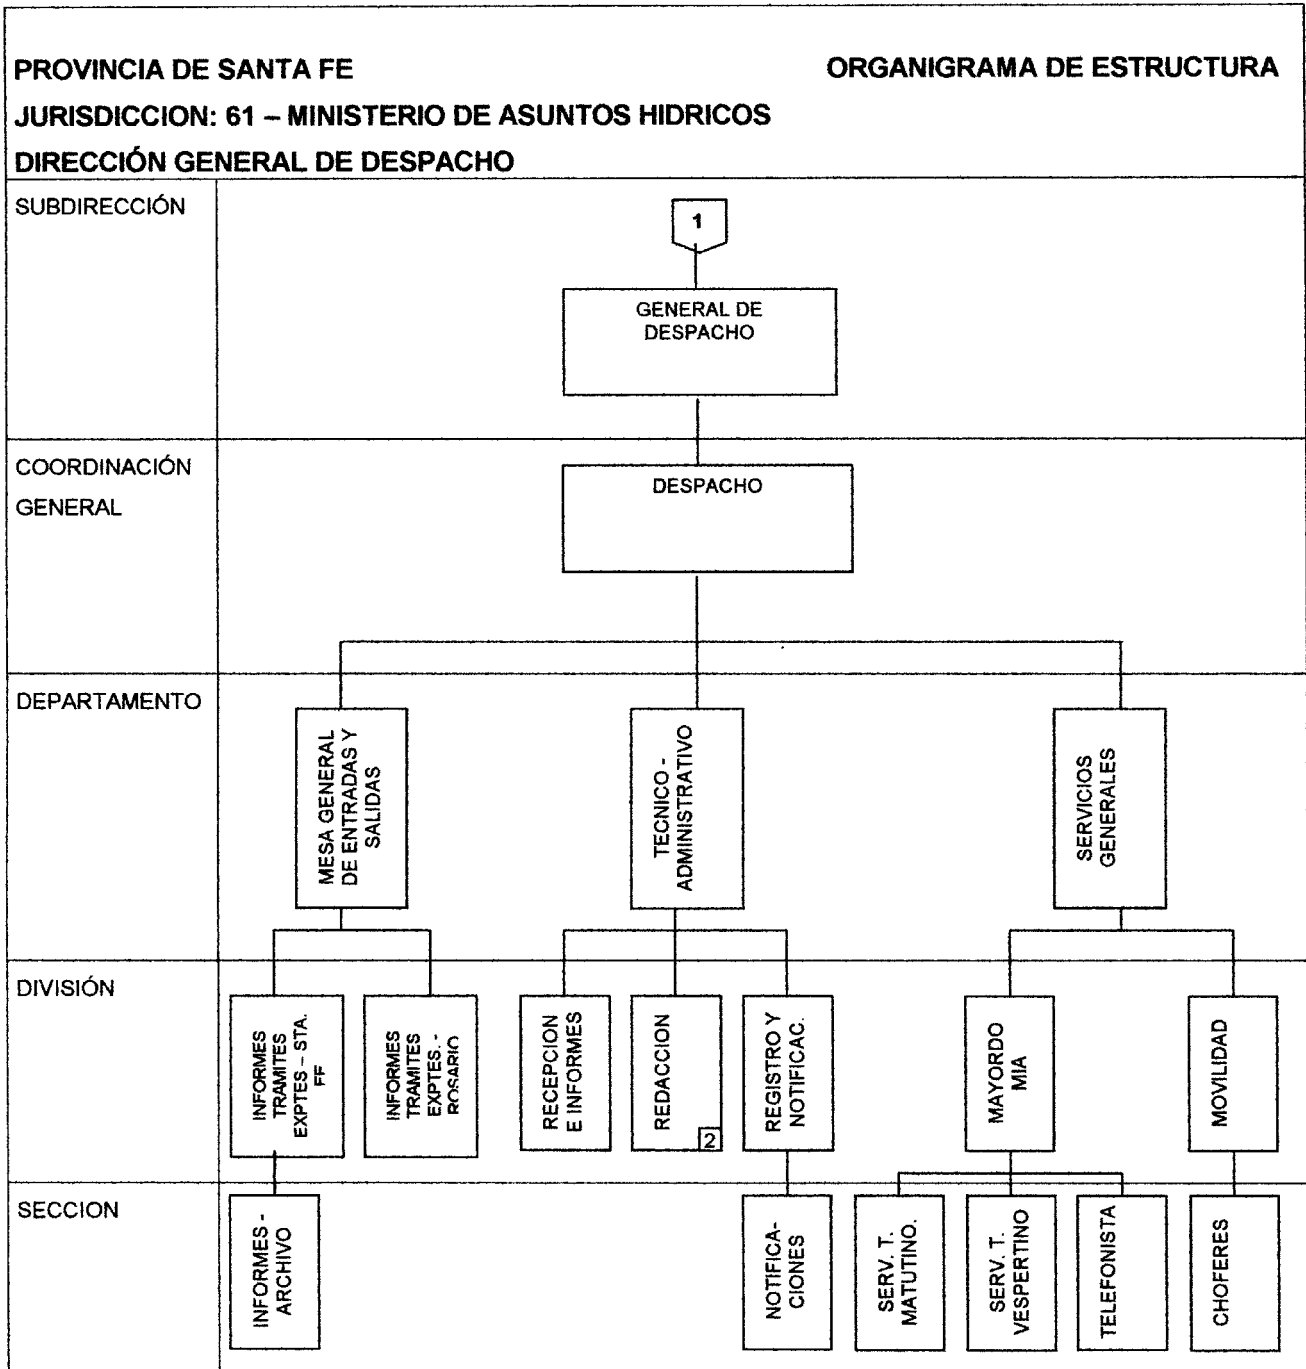 PROVINCIA DE SANTA FE
ORGANIGRAMA DE ESTRUCTURA
JURISDICCION: 61 – MINISTERIO DE ASUNTOS HIDRICOS
DIRECCIÓN GENERAL DE DESPACHO
SUBDIRECCIÓN
1
GENERAL DE
DESPACHO
COORDINACIÓN
GENERAL
DESPACHO
DEPARTAMENTO
MESA GENERAL
DE ENTRADAS Y
SALIDAS
TECNICO -
ADMINISTRATIVO
SERVICIOS
GENERALES
DIVISIÓN
INFORMES
TRAMITES
EXPTES – STA.
FE
INFORMES
TRAMITES
EXPTES. -
ROSARIO
RECEPCION
E INFORMES
REDACCION
2
REGISTRO Y
NOTIFICAC.
MAYORDO
MIA
MOVILIDAD
SECCION
INFORMES -
ARCHIVO
NOTIFICA-
CIONES
SERV. T.
MATUTINO.
SERV. T.
VESPERTINO
TELEFONISTA
CHOFERES